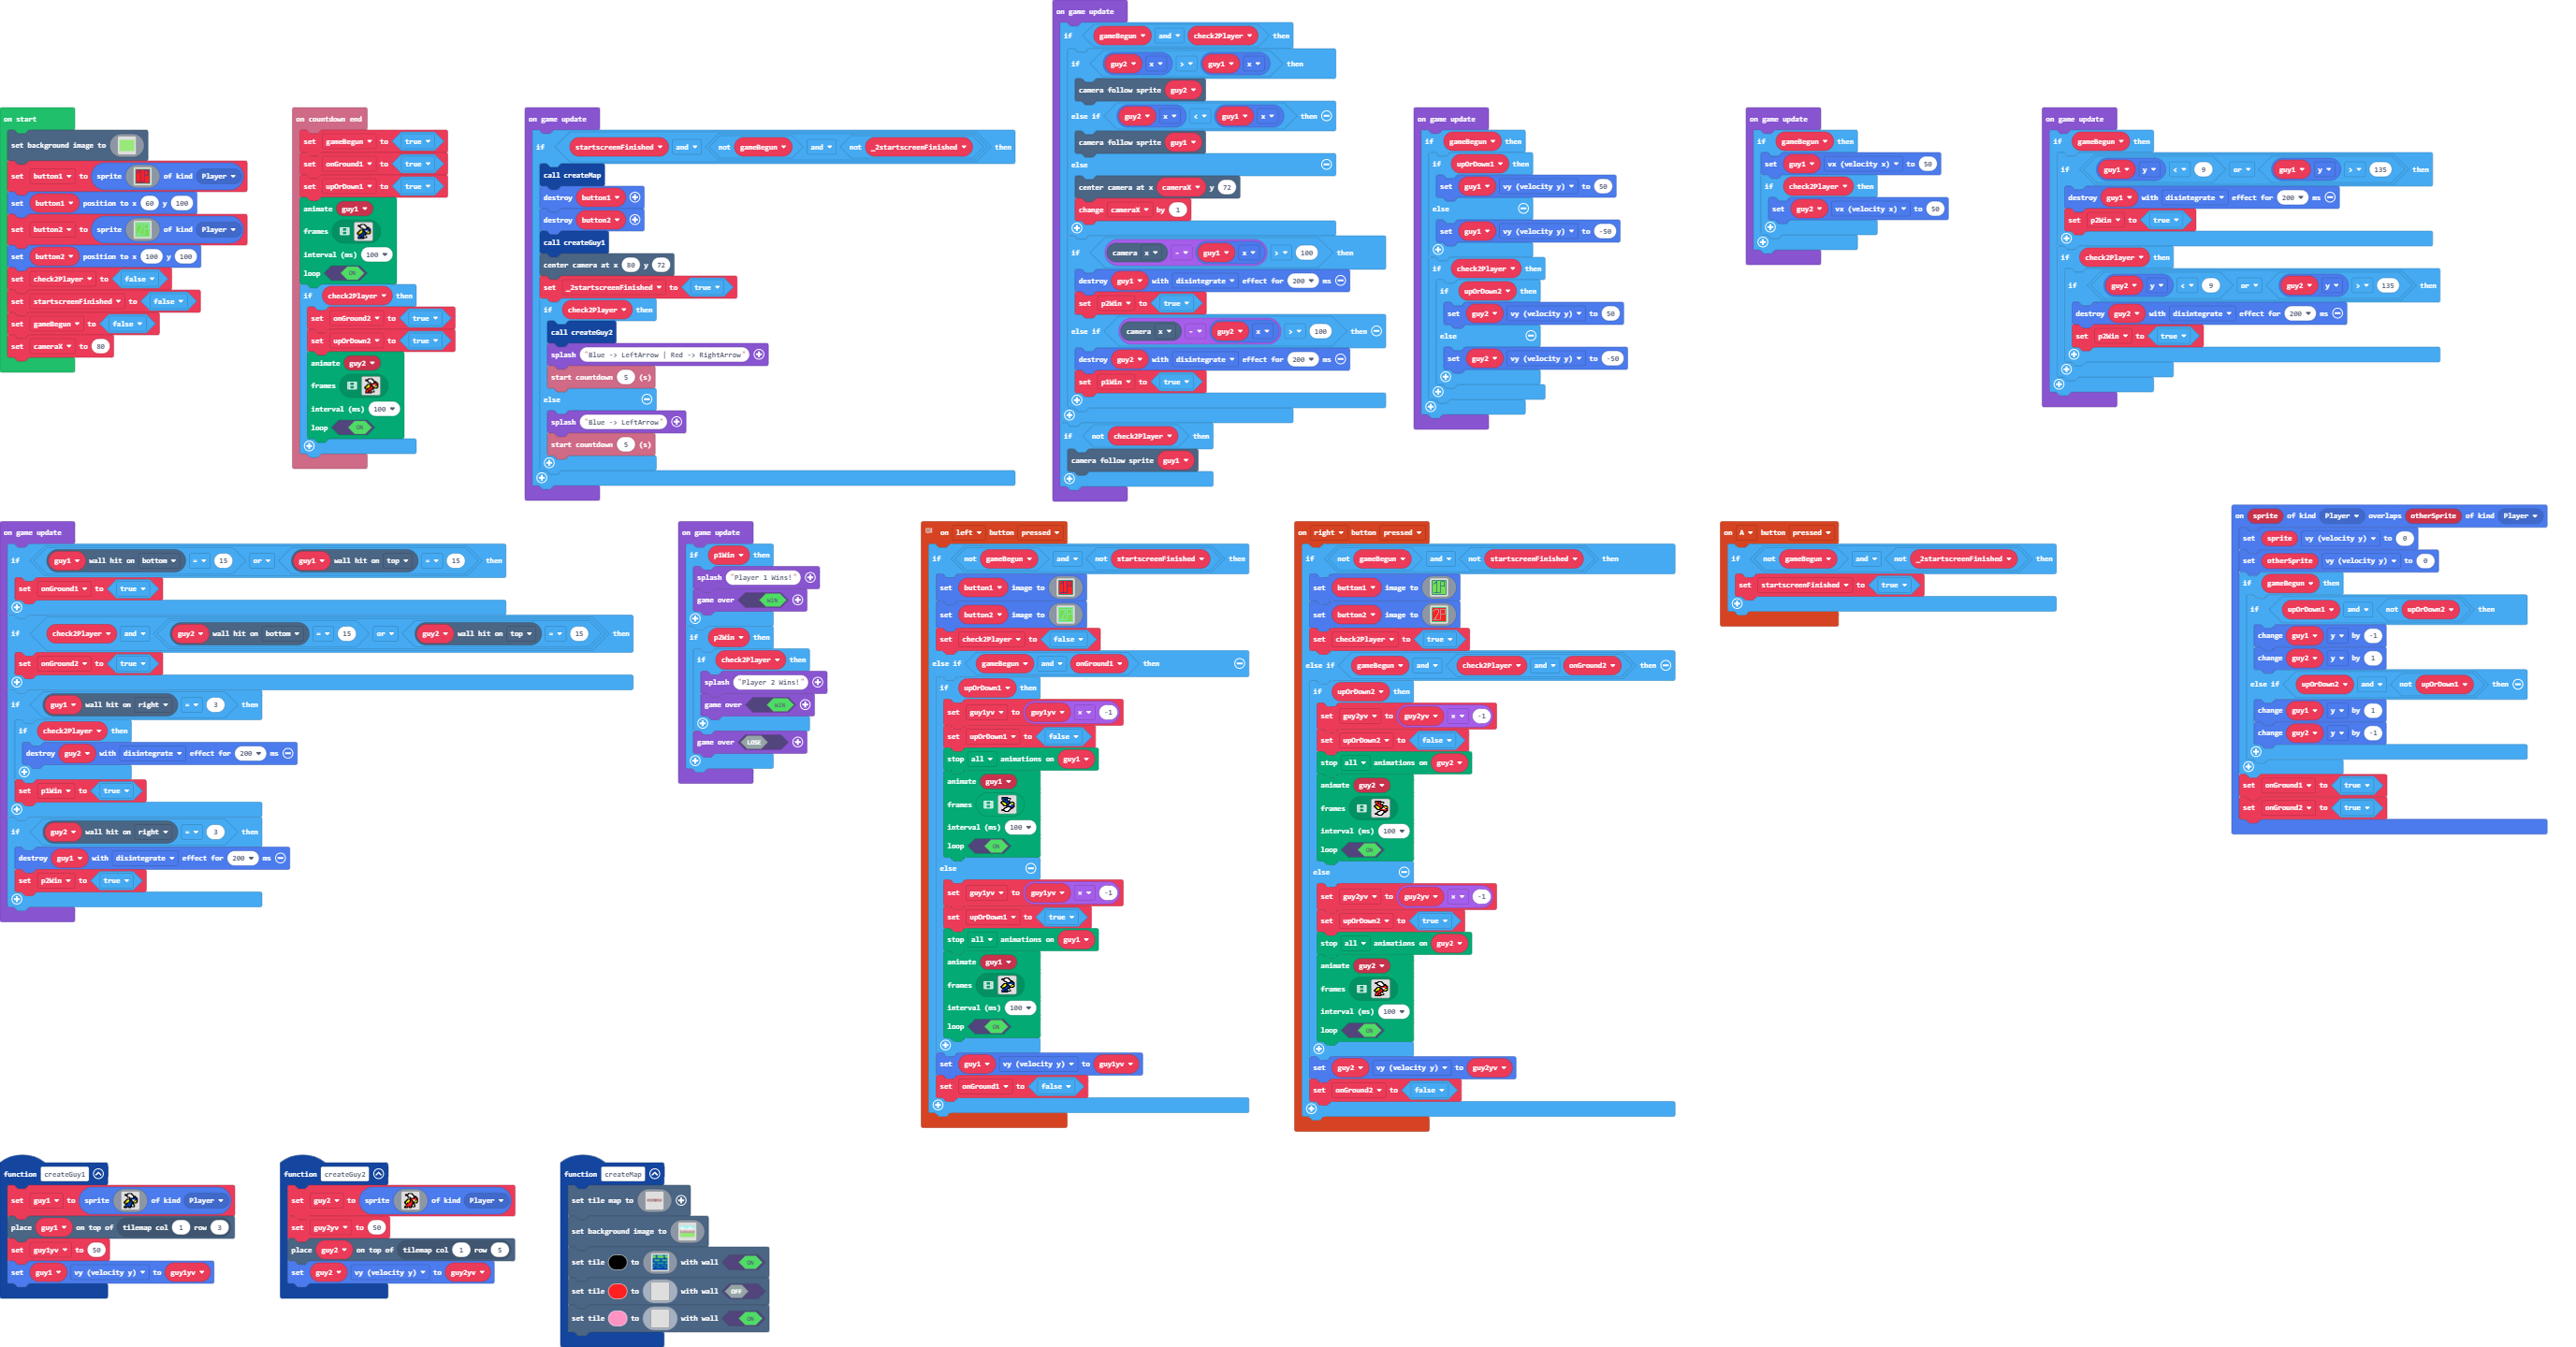 on start
set background image to
set button1 to sprite of kind Player
set button1 position to x 60 y 100
set button2 to sprite of kind Player
set button2 position to x 100 y 100
set check2Player to false
set startscreenFinished to false
set gameBegun to false
set cameraX to 80
on countdown end
set gameBegun to true
set onGround1 to true
set upOrDown1 to true
animate guy1
frames
interval (ms) 100
loop ON
if check2Player then
set onGround2 to true
set upOrDown2 to true
animate guy2
frames
interval (ms) 100
loop ON
on game update
if startscreenFinished and not gameBegun and not _2startscreenFinished then
call createMap
destroy button1
destroy button2
call createGuy1
center camera at x 80 y 72
set _2startscreenFinished to true
if check2Player then
call createGuy2
splash "Blue -> LeftArrow | Red -> RightArrow"
start countdown 5 (s)
else
splash "Blue -> LeftArrow"
start countdown 5 (s)
on game update
if gameBegun and check2Player then
if guy2 x > guy1 x then
camera follow sprite guy2
else if guy2 x < guy1 x then
camera follow sprite guy1
else
center camera at x cameraX y 72
change cameraX by 1
if camera x - guy1 x > 100 then
destroy guy1 with disintegrate effect for 200 ms
set p2Win to true
else if camera x - guy2 x > 100 then
destroy guy2 with disintegrate effect for 200 ms
set p1Win to true
if not check2Player then
camera follow sprite guy1
on game update
if gameBegun then
if upOrDown1 then
set guy1 vy (velocity y) to 50
else
set guy1 vy (velocity y) to -50
if check2Player then
if upOrDown2 then
set guy2 vy (velocity y) to 50
else
set guy2 vy (velocity y) to -50
on game update
if gameBegun then
set guy1 vx (velocity x) to 50
if check2Player then
set guy2 vx (velocity x) to 50
on game update
if gameBegun then
if guy1 y < 9 or guy1 y > 135 then
destroy guy1 with disintegrate effect for 200 ms
set p2Win to true
if check2Player then
if guy2 y < 9 or guy2 y > 135 then
destroy guy2 with disintegrate effect for 200 ms
set p2Win to true
on game update
if guy1 wall hit on bottom = 15 or guy1 wall hit on top = 15 then
set onGround1 to true
if check2Player and guy2 wall hit on bottom = 15 or guy2 wall hit on top = 15 then
set onGround2 to true
if guy1 wall hit on right = 3 then
if check2Player then
destroy guy2 with disintegrate effect for 200 ms
set p1Win to true
if guy2 wall hit on right = 3 then
destroy guy1 with disintegrate effect for 200 ms
set p2Win to true
on game update
if p1Win then
splash "Player 1 Wins!"
game over WIN
if p2Win then
if check2Player then
splash "Player 2 Wins!"
game over WIN
game over LOSE
on left button pressed
if not gameBegun and not startscreenFinished then
set button1 image to
set button2 image to
set check2Player to false
else if gameBegun and onGround1 then
if upOrDown1 then
set guy1yv to guy1yv × -1
set upOrDown1 to false
stop all animations on guy1
animate guy1
frames
interval (ms) 100
loop ON
else
set guy1yv to guy1yv × -1
set upOrDown1 to true
stop all animations on guy1
animate guy1
frames
interval (ms) 100
loop ON
set guy1 vy (velocity y) to guy1yv
set onGround1 to false
on right button pressed
if not gameBegun and not startscreenFinished then
set button1 image to
set button2 image to
set check2Player to true
else if gameBegun and check2Player and onGround2 then
if upOrDown2 then
set guy2yv to guy2yv × -1
set upOrDown2 to false
stop all animations on guy2
animate guy2
frames
interval (ms) 100
loop ON
else
set guy2yv to guy2yv × -1
set upOrDown2 to true
stop all animations on guy2
animate guy2
frames
interval (ms) 100
loop ON
set guy2 vy (velocity y) to guy2yv
set onGround2 to false
on A button pressed
if not gameBegun and not _2startscreenFinished then
set startscreenFinished to true
on sprite of kind Player overlaps otherSprite of kind Player
set sprite vy (velocity y) to 0
set otherSprite vy (velocity y) to 0
if gameBegun then
if upOrDown1 and not upOrDown2 then
change guy1 y by -1
change guy2 y by 1
else if upOrDown2 and not upOrDown1 then
change guy1 y by 1
change guy2 y by -1
set onGround1 to true
set onGround2 to true
function createGuy1
set guy1 to sprite of kind Player
place guy1 on top of tilemap col 1 row 3
set guy1yv to 50
set guy1 vy (velocity y) to guy1yv
function createGuy2
set guy2 to sprite of kind Player
set guy2yv to 50
place guy2 on top of tilemap col 1 row 5
set guy2 vy (velocity y) to guy2yv
function createMap
set tile map to
set background image to
set tile to with wall ON
set tile to with wall OFF
set tile to with wall ON